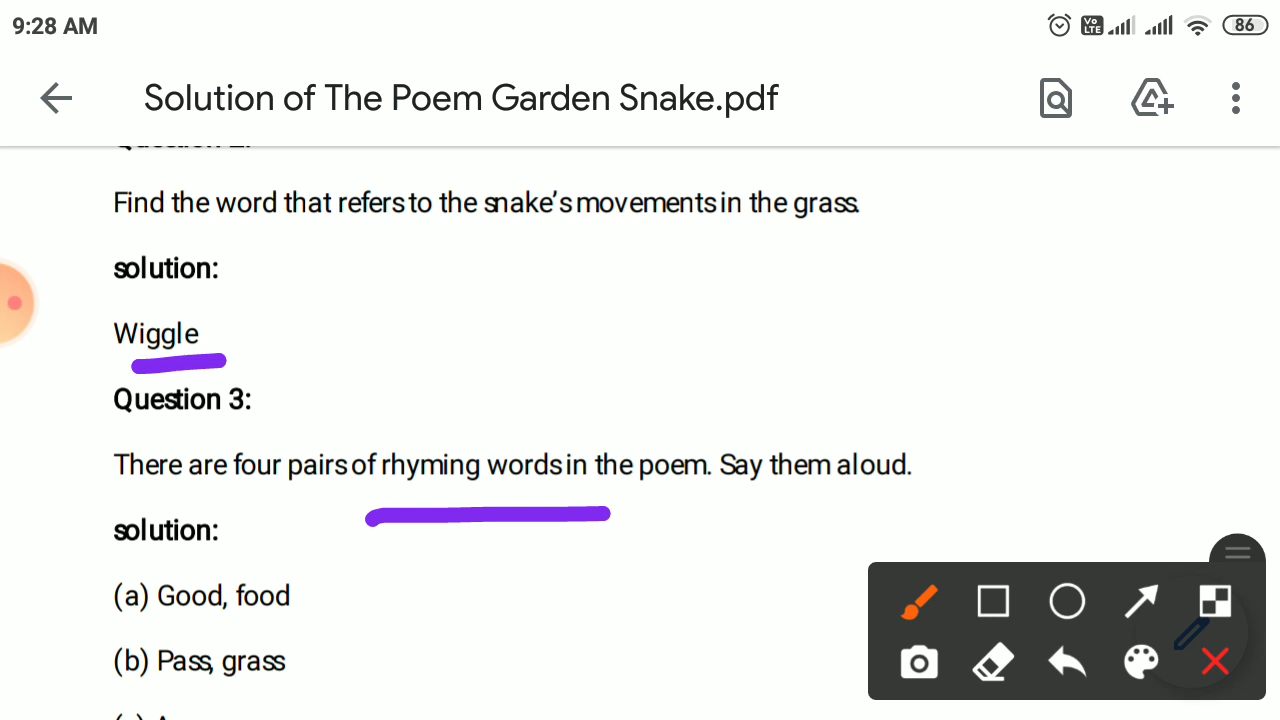 9:28 AM
Vo LTE
86
Solution of The Poem Garden Snake.pdf
Find the word that refers to the snake's movements in the grass.
solution:
Wiggle
Question 3:
There are four pairs of rhyming words in the poem. Say them aloud.
solution:
(a) Good, food
(b) Pass, grass